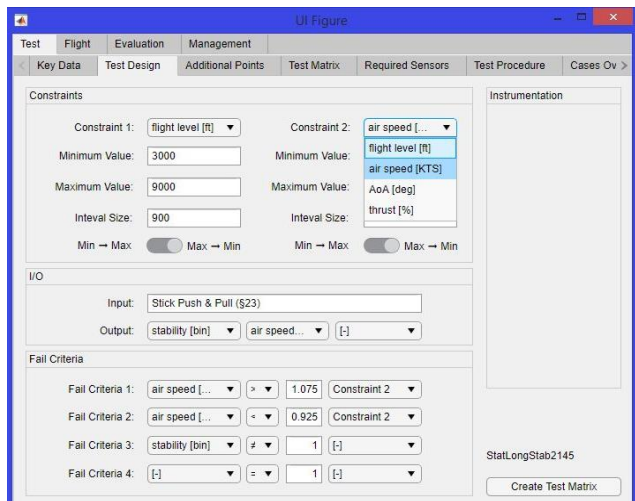 UI Figure
Test Flight Evaluation Management
Key Data Test Design Additional Points Test Matrix Required Sensors Test Procedure Cases Ov
Constraints
Instrumentation
Constraint 1: flight level [ft] Constraint 2: air speed [...
Minimum Value: 3000 Minimum Value: flight level [ft]
air speed [KTS]
Maximum Value: 9000 Maximum Value: AoA [deg]
thrust [%]
Inteval Size: 900 Inteval Size:
Min → Max Max → Min Min → Max Max → Min
I/O
Input: Stick Push & Pull (§23)
Output: stability [bin] air speed... [-]
Fail Criteria
Fail Criteria 1: air speed [... > 1.075 Constraint 2
Fail Criteria 2: air speed [... < 0.925 Constraint 2
Fail Criteria 3: stability [bin] ≠ 1 [-]
Fail Criteria 4: [-] = 1 [-]
StatLongStab2145
Create Test Matrix